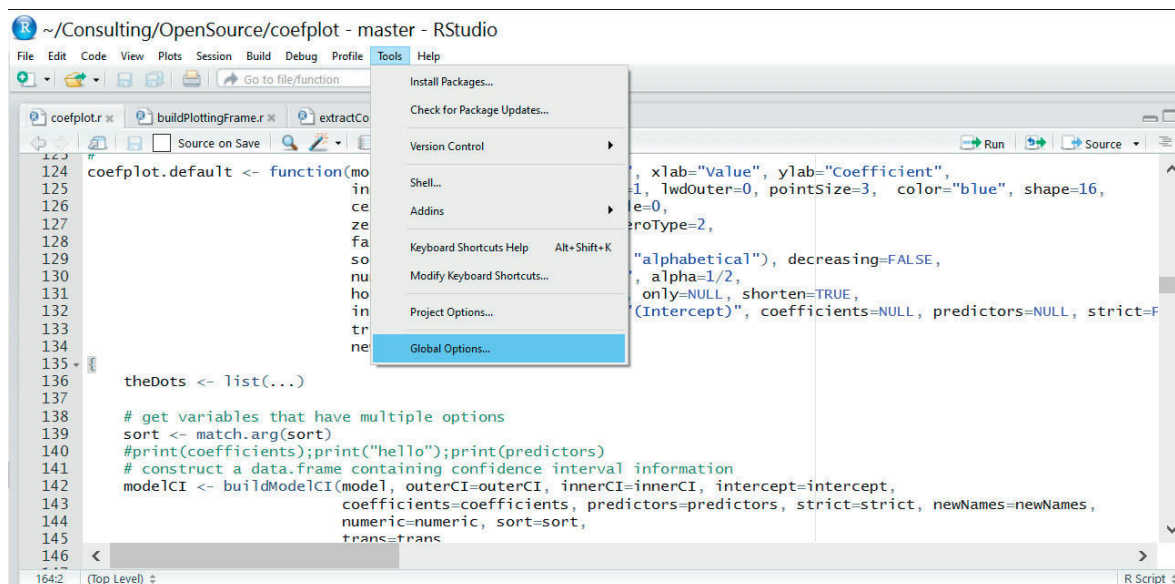 ~/Consulting/OpenSource/coefplot - master - RStudio
File Edit Code View Plots Session Build Debug Profile Tools Help
Go to file/function
Install Packages...
Check for Package Updates...
Version Control
Shell...
Addins
Keyboard Shortcuts Help Alt+Shift+K
Modify Keyboard Shortcuts...
Project Options...
Global Options...
coefplot.r × buildPlottingFrame.r × extractCo
Source on Save Run Source
123 #
124 coefplot.default <- function(mo ", xlab="Value", ylab="Coefficient",
125 in =1, lwdOuter=0, pointSize=3, color="blue", shape=16,
126 ce le=0,
127 ze eroType=2,
128 fa
129 so "alphabetical"), decreasing=FALSE,
130 nu ", alpha=1/2,
131 ho , only=NULL, shorten=TRUE,
132 in "(Intercept)", coefficients=NULL, predictors=NULL, strict=F
133 tr
134 ne
135 {
136 theDots <- list(...)
137
138 # get variables that have multiple options
139 sort <- match.arg(sort)
140 #print(coefficients);print("hello");print(predictors)
141 # construct a data.frame containing confidence interval information
142 modelCI <- buildModelCI(model, outerCI=outerCI, innerCI=innerCI, intercept=intercept,
143 coefficients=coefficients, predictors=predictors, strict=strict, newNames=newNames,
144 numeric=numeric, sort=sort,
145 trans=trans
146
164:2 (Top Level) R Script